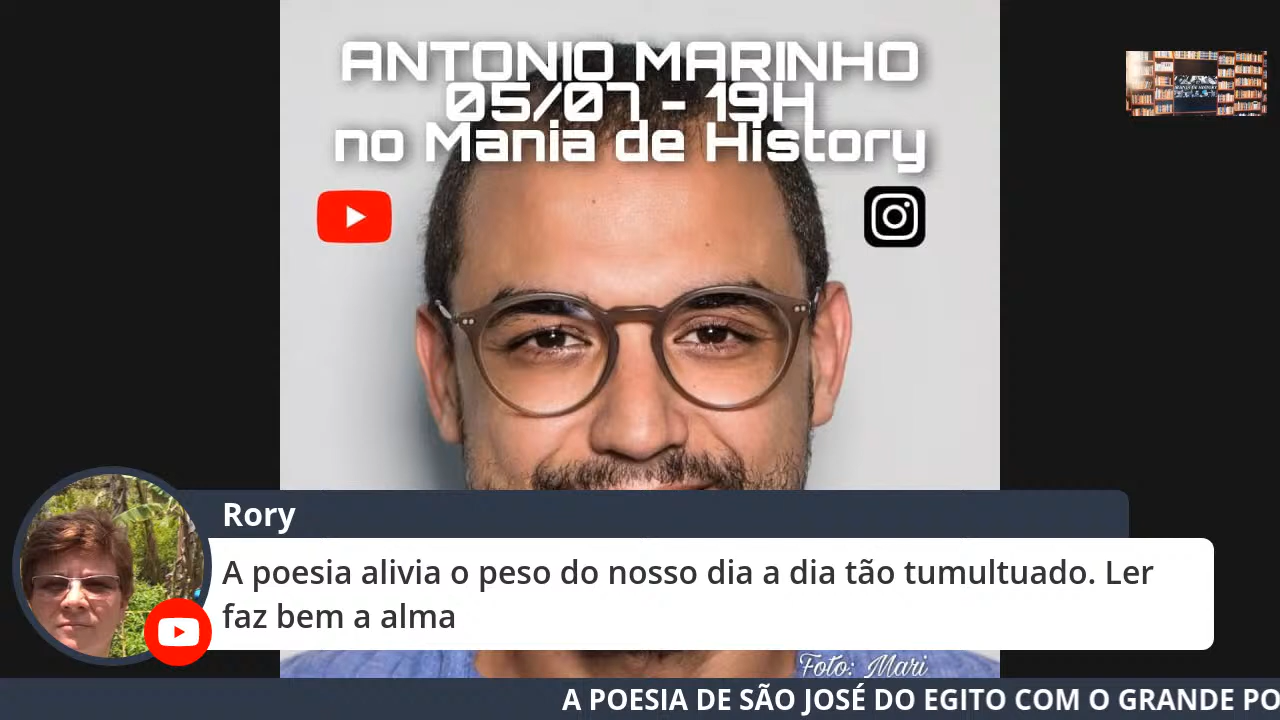 ANTONIO MARINHO
05/07 - 19H
no Mania de History
Rory
A poesia alivia o peso do nosso dia a dia tão tumultuado. Ler
faz bem a alma
Foto: Mari
A POESIA DE SÃO JOSÉ DO EGITO COM O GRANDE PO